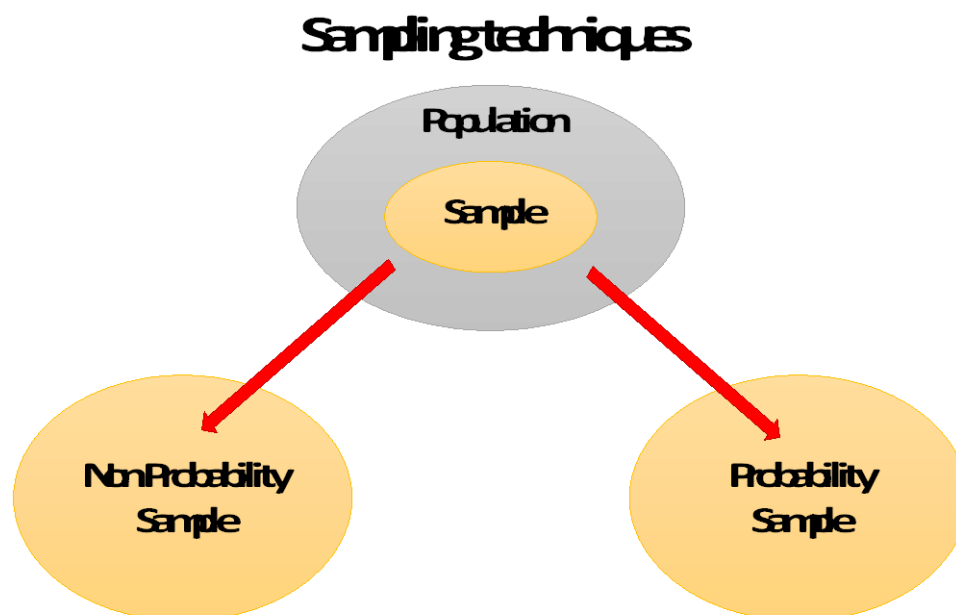 Sampling techniques
Population
Sample
Non Probability
Sample
Probability
Sample